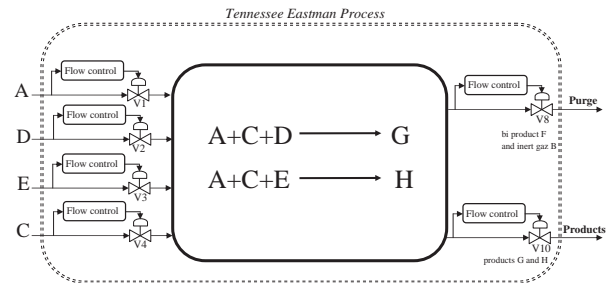 Tennessee Eastman Process
Flow control
A
V1
Flow control
D
V2
Flow control
E
V3
Flow control
C
V4
A+C+D
G
A+C+E
H
Flow control
Purge
V8
bi product F
and inert gaz B
Flow control
Products
V10
products G and H